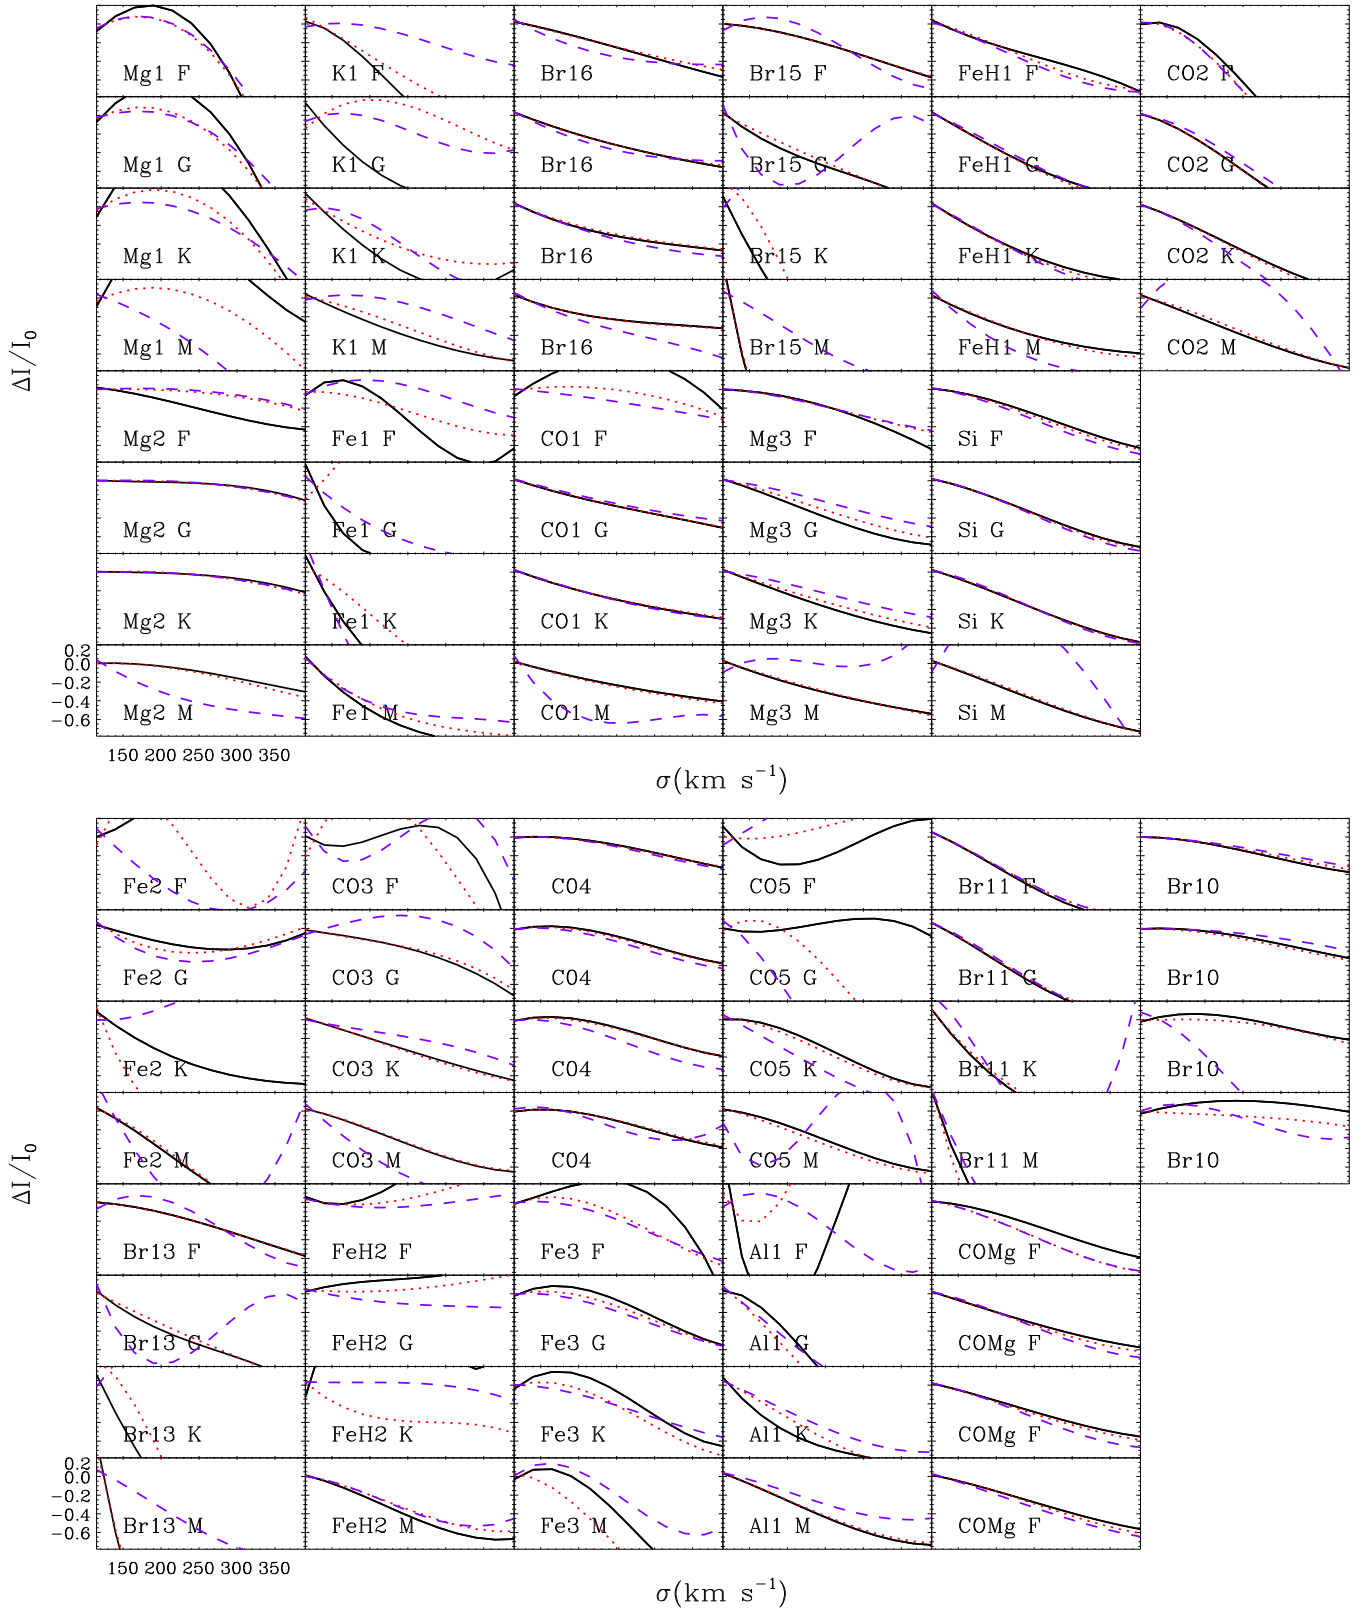 Mg1 F K1 F Br16 Br15 F FeH1 F CO2 F
Mg1 G K1 G Br16 Br15 G FeH1 G CO2 G
Mg1 K K1 K Br16 Br15 K FeH1 K CO2 K
Mg1 M K1 M Br16 Br15 M FeH1 M CO2 M
ΔI/I₀
Mg2 F Fe1 F CO1 F Mg3 F Si F
Mg2 G Fe1 G CO1 G Mg3 G Si G
Mg2 K Fe1 K CO1 K Mg3 K Si K
0.2
0.0
−0.2
−0.4
−0.6
Mg2 M Fe1 M CO1 M Mg3 M Si M
150 200 250 300 350
σ(km s⁻¹)
Fe2 F CO3 F CO4 CO5 F Br11 F Br10
Fe2 G CO3 G CO4 CO5 G Br11 G Br10
Fe2 K CO3 K CO4 CO5 K Br11 K Br10
Fe2 M CO3 M CO4 CO5 M Br11 M Br10
ΔI/I₀
Br13 F FeH2 F Fe3 F Al1 F COMg F
Br13 G FeH2 G Fe3 G Al1 G COMg F
Br13 K FeH2 K Fe3 K Al1 K COMg F
0.2
0.0
−0.2
−0.4
−0.6
Br13 M FeH2 M Fe3 M Al1 M COMg F
150 200 250 300 350
σ(km s⁻¹)